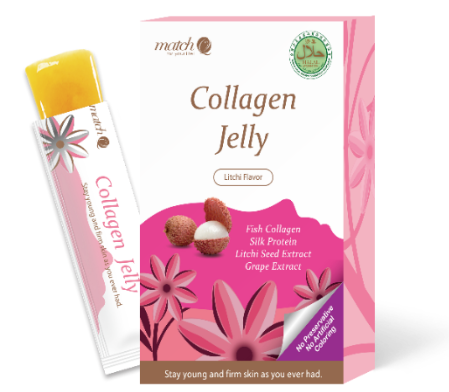 match Q
Collagen
Jelly
Litchi Flavor
Fish Collagen
Silk Protein
Litchi Seed Extract
Grape Extract
No Preservative
No Artificial
Coloring
Stay young and firm skin as you ever had.
match Q
Collagen Jelly
Stay young and firm skin as you ever had.
حلال
HALAL